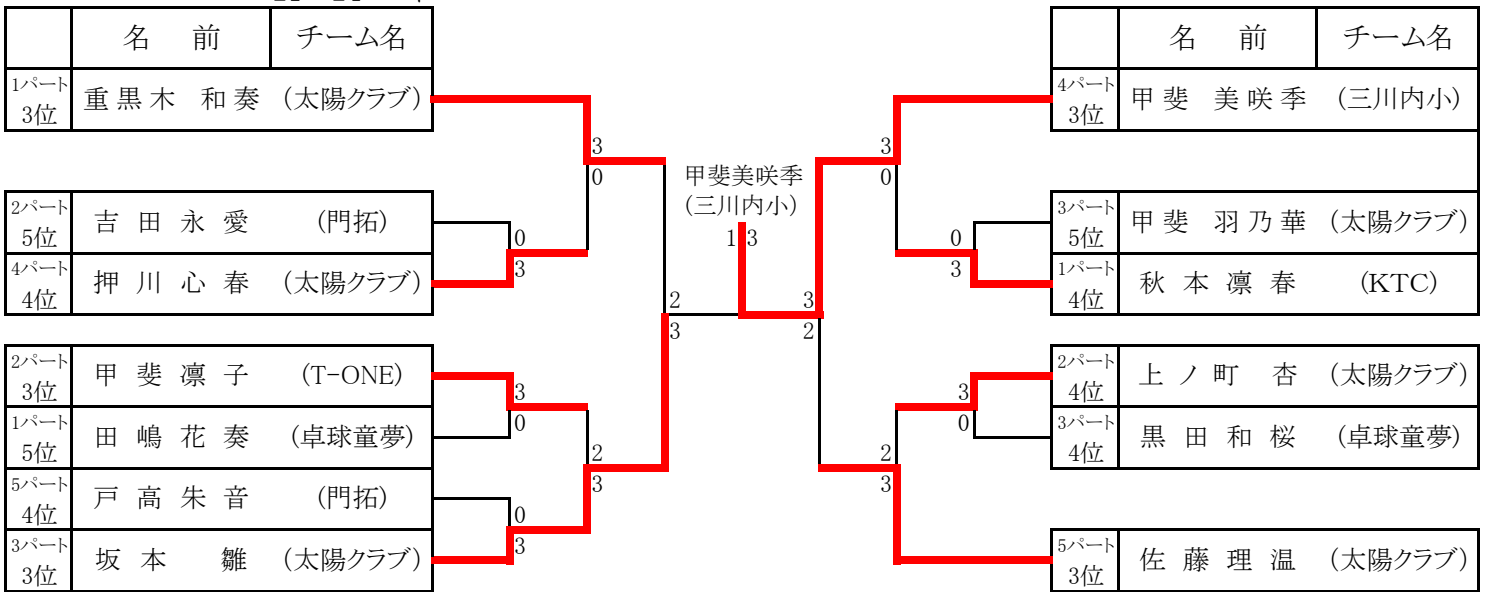 名 前 チーム名
1パート 3位 重黒木 和奏 (太陽クラブ)
2パート 5位 吉田永愛 (門拓)
4パート 4位 押川心春 (太陽クラブ)
2パート 3位 甲斐凛子 (T-ONE)
1パート 5位 田嶋花奏 (卓球童夢)
5パート 4位 戸高朱音 (門拓)
3パート 3位 坂本 雛 (太陽クラブ)
3
0
0
3
3
0
0
3
2
3
2
3
甲斐美咲季
(三川内小)
1 3
名 前 チーム名
4パート 3位 甲斐 美咲季 (三川内小)
3パート 5位 甲斐 羽乃華 (太陽クラブ)
1パート 4位 秋本凛春 (KTC)
2パート 4位 上ノ町 杏 (太陽クラブ)
3パート 4位 黒田和桜 (卓球童夢)
5パート 3位 佐藤理温 (太陽クラブ)
3
0
0
3
3
2
3
0
2
3